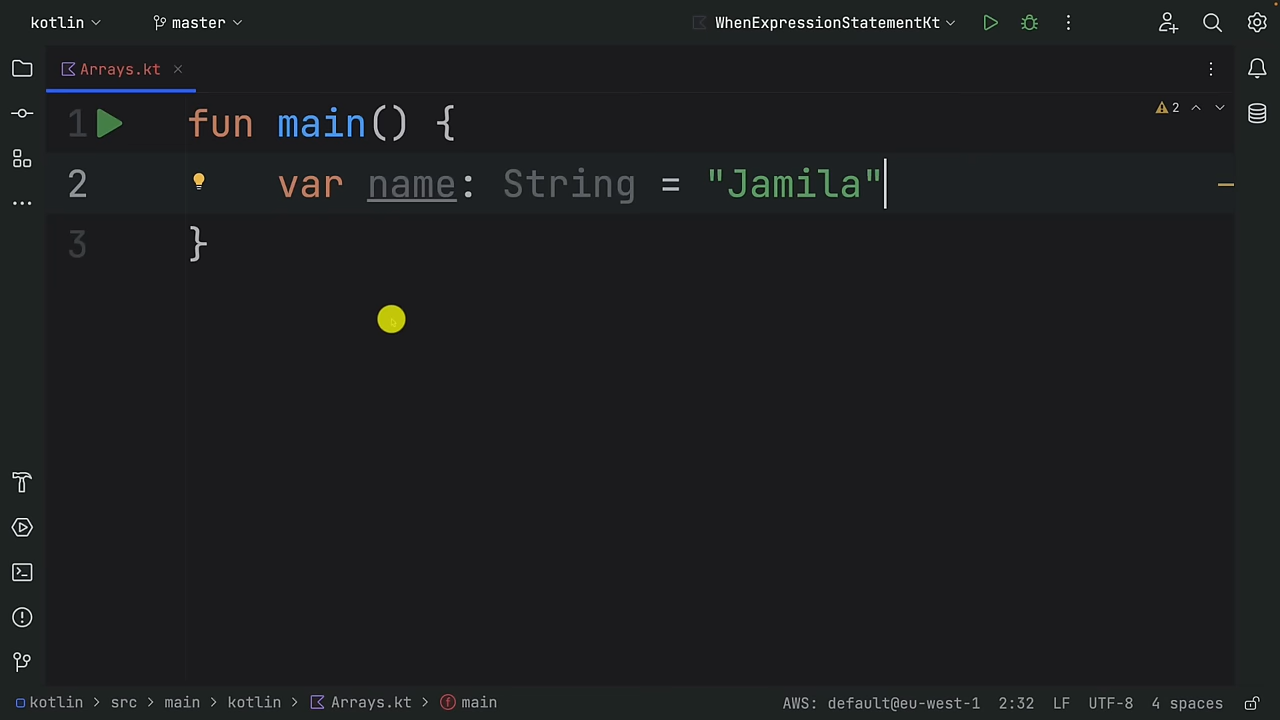 kotlin master WhenExpressionStatementKt
Arrays.kt
1 fun main() {
2 var name: String = "Jamila"
3 }
2
kotlin > src > main > kotlin > Arrays.kt > main AWS: default@eu-west-1 2:32 LF UTF-8 4 spaces